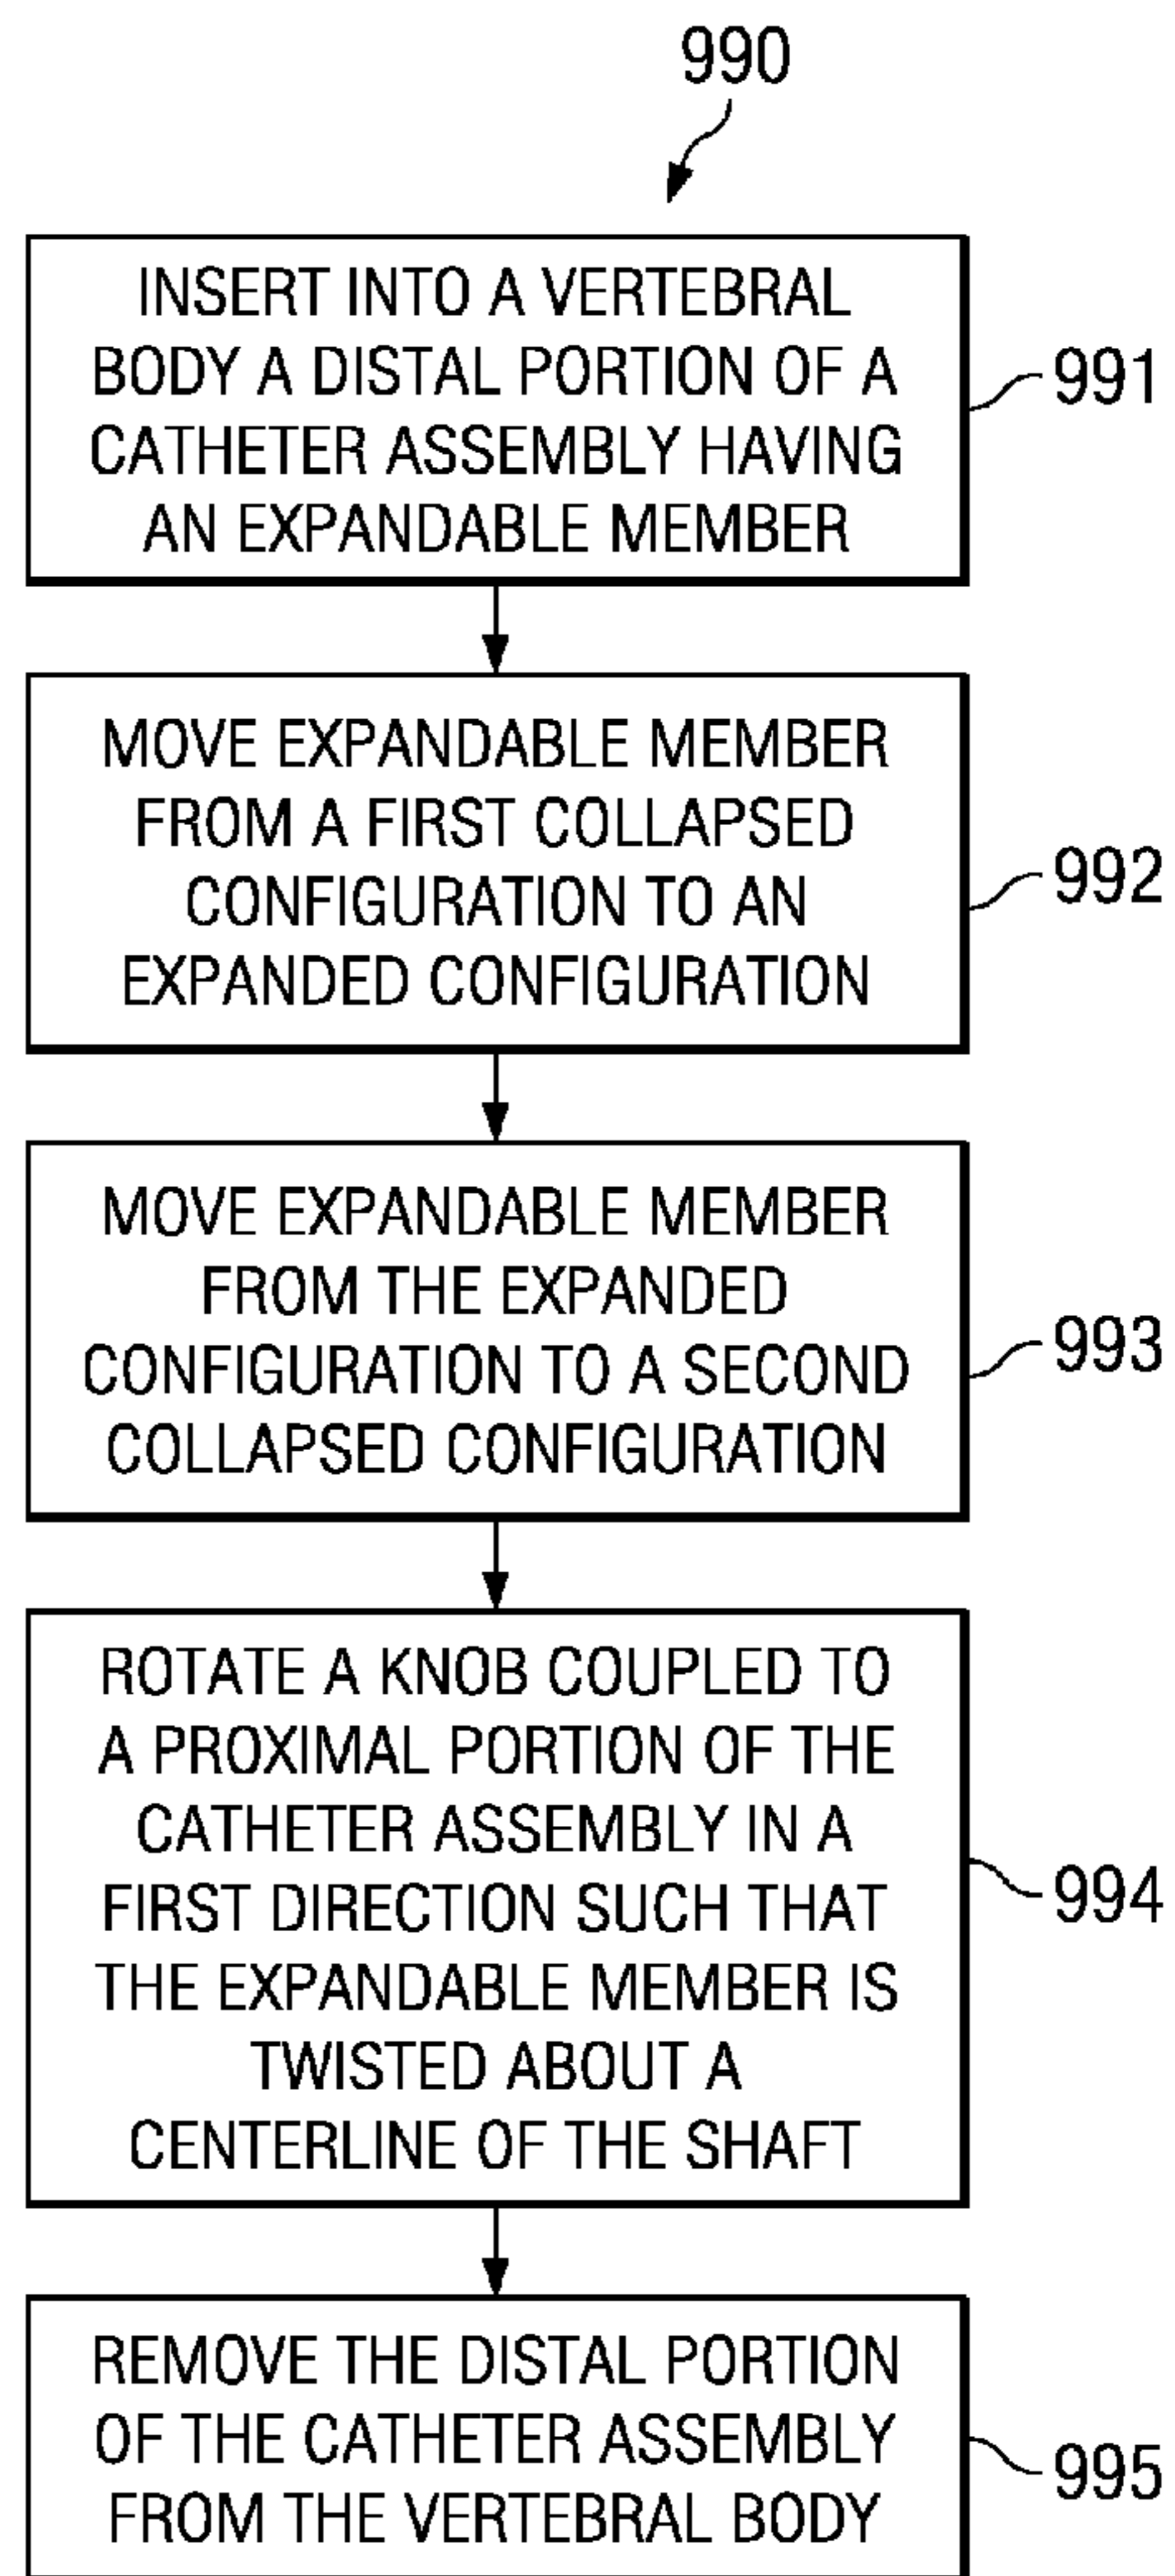 990
INSERT INTO A VERTEBRAL
BODY A DISTAL PORTION OF A
CATHETER ASSEMBLY HAVING
AN EXPANDABLE MEMBER
991
MOVE EXPANDABLE MEMBER
FROM A FIRST COLLAPSED
CONFIGURATION TO AN
EXPANDED CONFIGURATION
992
MOVE EXPANDABLE MEMBER
FROM THE EXPANDED
CONFIGURATION TO A SECOND
COLLAPSED CONFIGURATION
993
ROTATE A KNOB COUPLED TO
A PROXIMAL PORTION OF THE
CATHETER ASSEMBLY IN A
FIRST DIRECTION SUCH THAT
THE EXPANDABLE MEMBER IS
TWISTED ABOUT A
CENTERLINE OF THE SHAFT
994
REMOVE THE DISTAL PORTION
OF THE CATHETER ASSEMBLY
FROM THE VERTEBRAL BODY
995